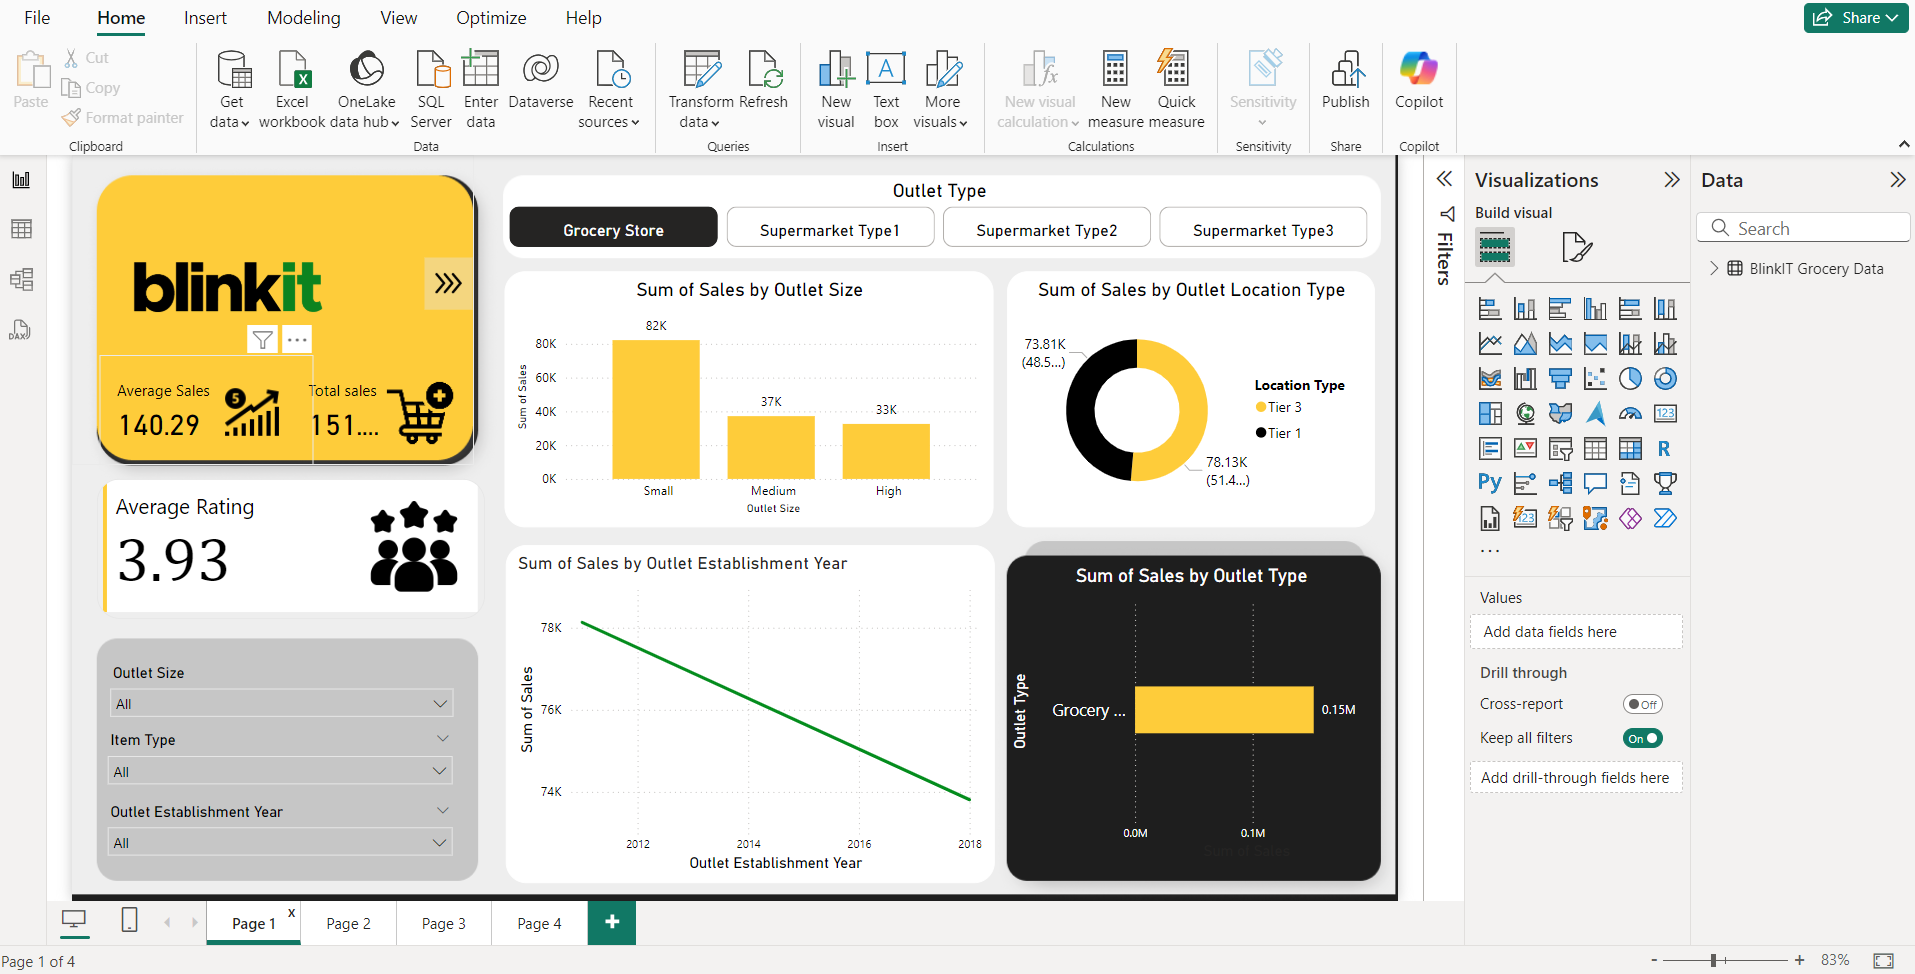 File Home Insert Modeling View Optimize Help Share
Paste
Cut
Copy
Format painter
Clipboard
Get data
Excel workbook
OneLake data hub
SQL Server
Enter data
Dataverse
Recent sources
Data
Transform data
Refresh
Queries
New visual
Text box
More visuals
Insert
New visual calculation
New measure
Quick measure
Calculations
Sensitivity
Sensitivity
Publish
Share
Copilot
Copilot
blinkit
Average Sales
140.29
Total sales
151....
Average Rating
3.93
Outlet Size
All
Item Type
All
Outlet Establishment Year
All
Outlet Type
Grocery Store Supermarket Type1 Supermarket Type2 Supermarket Type3
Sum of Sales by Outlet Size
Sum of Sales
80K
60K
40K
20K
0K
82K
37K
33K
Small Medium High
Outlet Size
Sum of Sales by Outlet Location Type
73.81K
(48.5...)
78.13K
(51.4...)
Location Type
Tier 3
Tier 1
Sum of Sales by Outlet Establishment Year
Sum of Sales
78K
76K
74K
2012 2014 2016 2018
Outlet Establishment Year
Sum of Sales by Outlet Type
Outlet Type
Grocery ...
0.15M
0.0M 0.1M
Sum of Sales
Filters
Visualizations
Build visual
123
R
Py
123
...
Values
Add data fields here
Drill through
Cross-report
Off
Keep all filters
On
Add drill-through fields here
Data
Search
BlinkIT Grocery Data
DAX
Page 1 x Page 2 Page 3 Page 4 +
Page 1 of 4
- + 83%